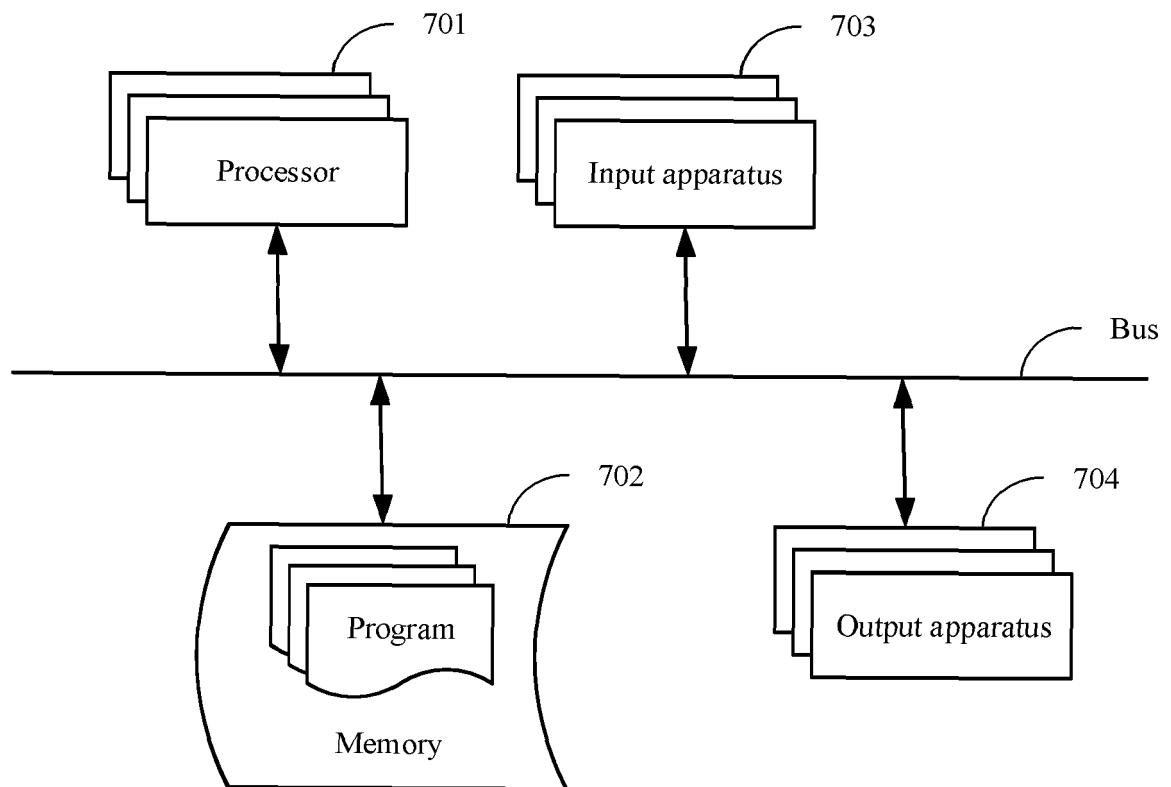 701
703
Processor
Input apparatus
Bus
702
704
Program
Output apparatus
Memory